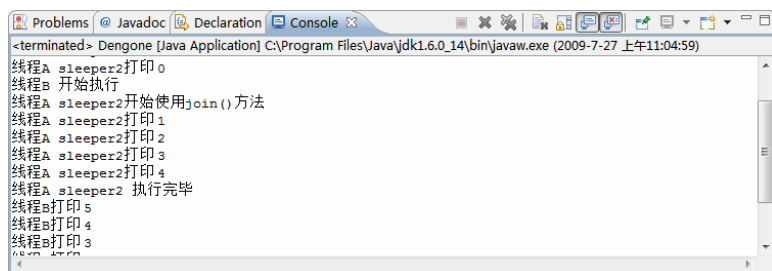 Problems @ Javadoc Declaration Console
<terminated> Dengone [Java Application] C:\Program Files\Java\jdk1.6.0_14\bin\javaw.exe (2009-7-27 上午11:04:59)
线程A sleeper2打印0
线程B 开始执行
线程A sleeper2开始使用join()方法
线程A sleeper2打印1
线程A sleeper2打印2
线程A sleeper2打印3
线程A sleeper2打印4
线程A sleeper2 执行完毕
线程B打印5
线程B打印4
线程B打印3